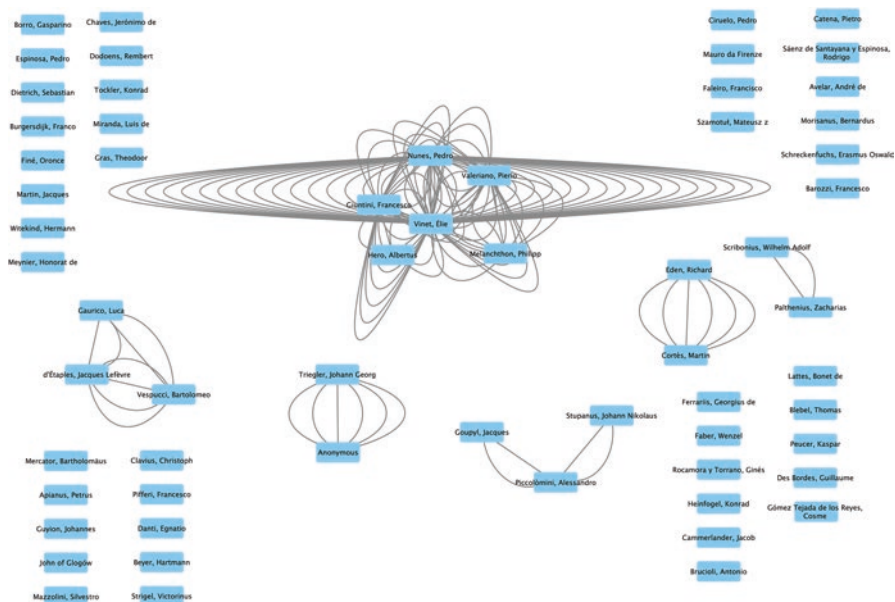 Borro, Gasparino
Chaves, Jerónimo de
Espinosa, Pedro
Dodoens, Rembert
Dietrich, Sebastian
Tockler, Konrad
Burgersdijk, Franco
Miranda, Luis de
Finé, Oronce
Gras, Theodoor
Martin, Jacques
Witekind, Hermann
Meynier, Honorat de
Ciruelo, Pedro
Catena, Pietro
Mauro da Firenze
Sáenz de Santayana y Espinosa,
Rodrigo
Faleiro, Francisco
Avelar, André de
Szamotuł, Mateusz z
Morisanus, Bernardus
Schreckenfuchs, Erasmus Oswald
Barozzi, Francesco
Nunes, Pedro
Valeriano, Pierio
Giuntini, Francesco
Vinet, Élie
Hero, Albertus
Melanchthon, Philipp
Scribonius, Wilhelm Adolf
Eden, Richard
Palthenius, Zacharias
Cortés, Martin
Gaurico, Luca
d'Étaples, Jacques Lefèvre
Vespucci, Bartolomeo
Triegler, Johann Georg
Anonymous
Stupanus, Johann Nikolaus
Goupyl, Jacques
Piccolomini, Alessandro
Lattes, Bonet de
Ferrariis, Georgius de
Blebel, Thomas
Faber, Wenzel
Peucer, Kaspar
Rocamora y Torrano, Ginés
Des Bordes, Guillaume
Heinfogel, Konrad
Gómez Tejada de los Reyes,
Cosme
Cammerlander, Jacob
Brucioli, Antonio
Mercator, Bartholomäus
Clavius, Christoph
Apianus, Petrus
Pifferi, Francesco
Guyion, Johannes
Danti, Egnatio
John of Glogów
Beyer, Hartmann
Mazzolini, Silvestro
Strigel, Victorinus